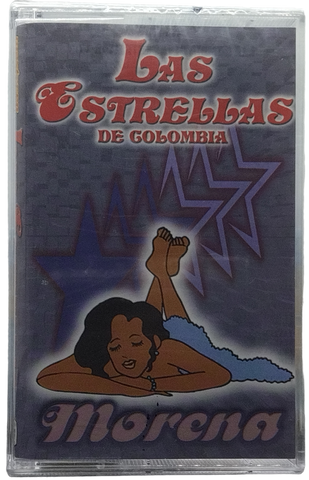 LAS
ESTRELLAS
DE COLOMBIA
Morena